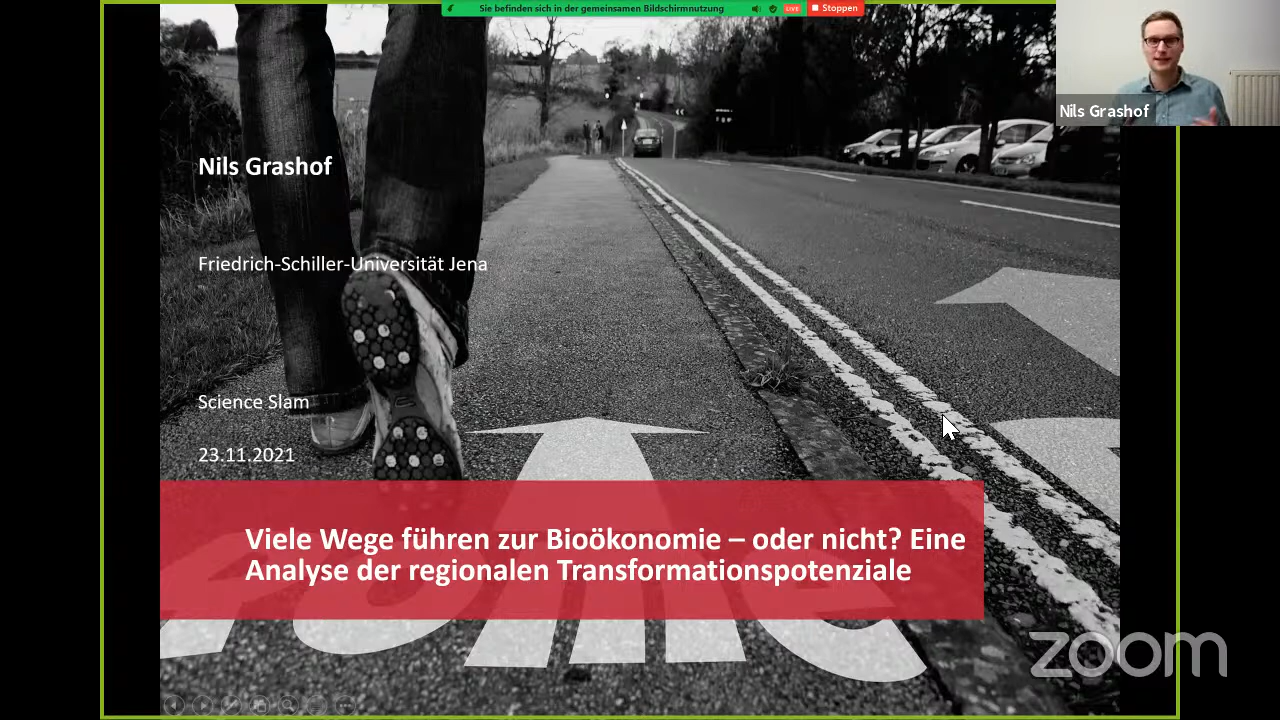 Sie befinden sich in der gemeinsamen Bildschirmnutzung
LIVE
Stoppen
Nils Grashof
Nils Grashof
Friedrich-Schiller-Universität Jena
Science Slam
23.11.2021
Viele Wege führen zur Bioökonomie – oder nicht? Eine
Analyse der regionalen Transformationspotenziale
zoom